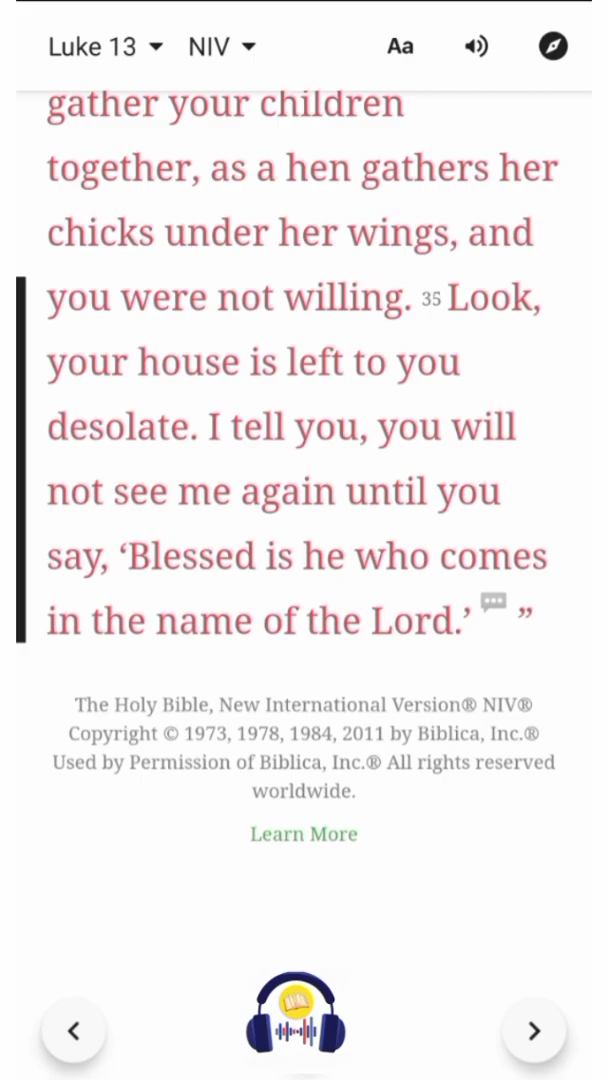 Luke 13 NIV Aa
gather your children
together, as a hen gathers her
chicks under her wings, and
you were not willing. 35 Look,
your house is left to you
desolate. I tell you, you will
not see me again until you
say, ‘Blessed is he who comes
in the name of the Lord.’ ”
The Holy Bible, New International Version® NIV®
Copyright © 1973, 1978, 1984, 2011 by Biblica, Inc.®
Used by Permission of Biblica, Inc.® All rights reserved
worldwide.
Learn More